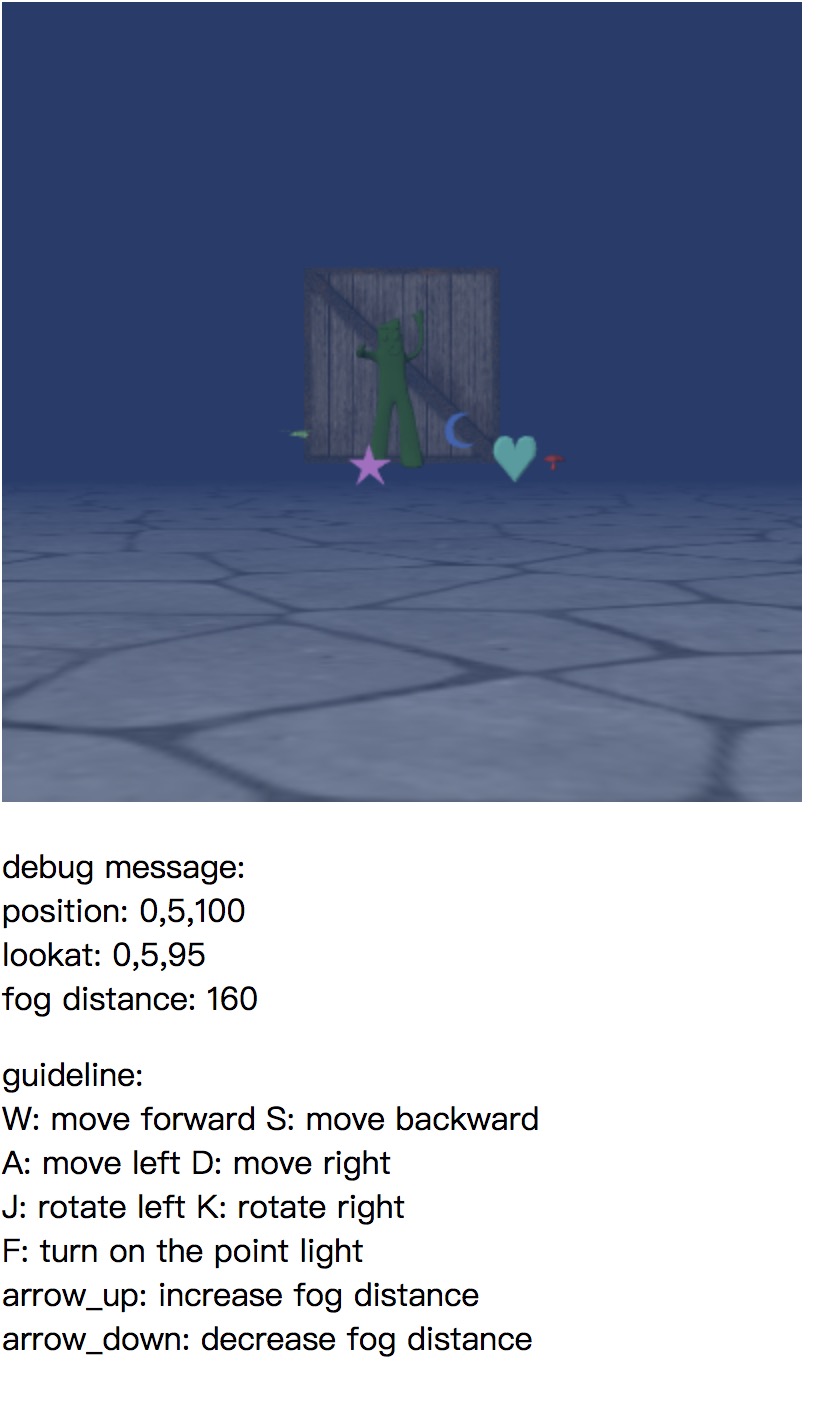 debug message:
position: 0,5,100
lookat: 0,5,95
fog distance: 160
guideline:
W: move forward S: move backward
A: move left D: move right
J: rotate left K: rotate right
F: turn on the point light
arrow_up: increase fog distance
arrow_down: decrease fog distance